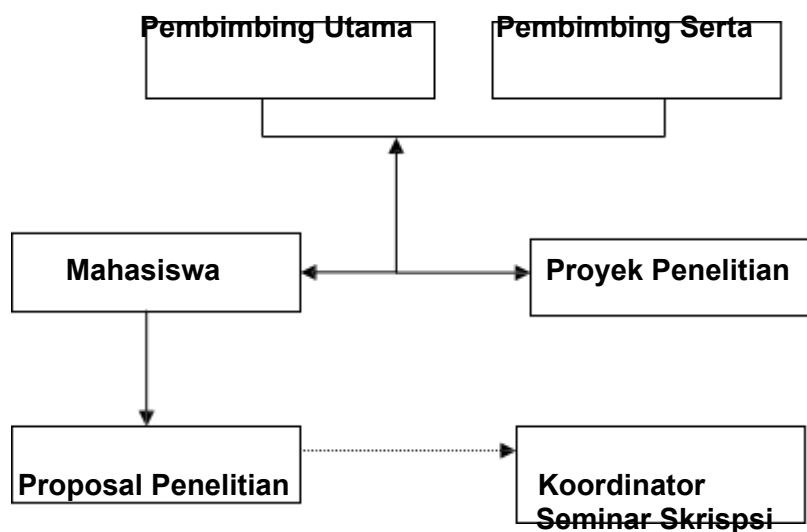 Pembimbing Utama
Pembimbing Serta
Mahasiswa
Proyek Penelitian
Proposal Penelitian
Koordinator
Seminar Skrispsi